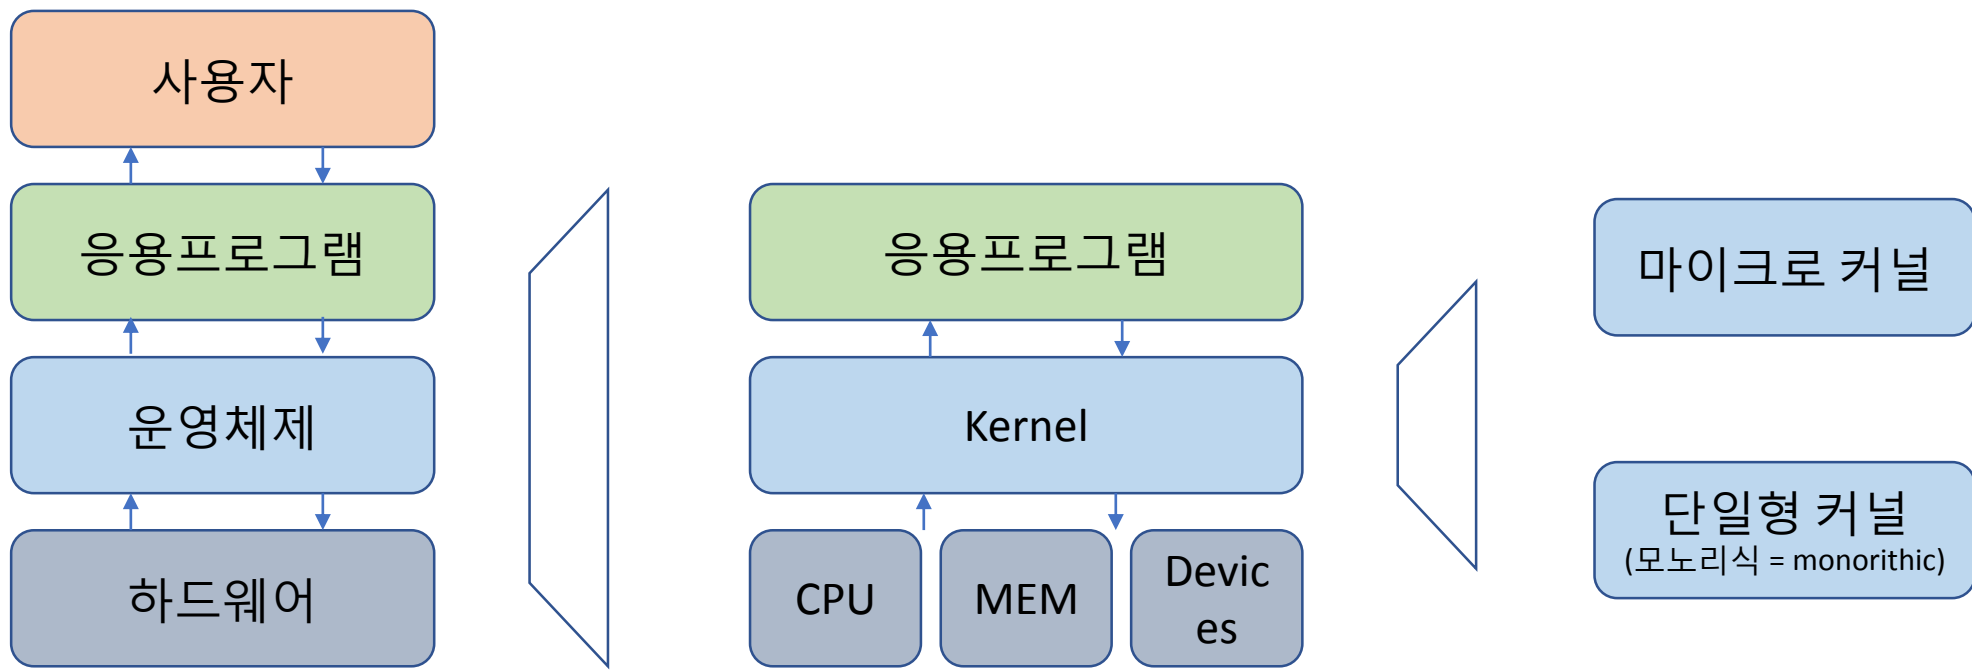 사용자
응용프로그램
운영체제
하드웨어
응용프로그램
Kernel
CPU
MEM
Devic
es
마이크로 커널
단일형 커널
(모노리식 = monorithic)